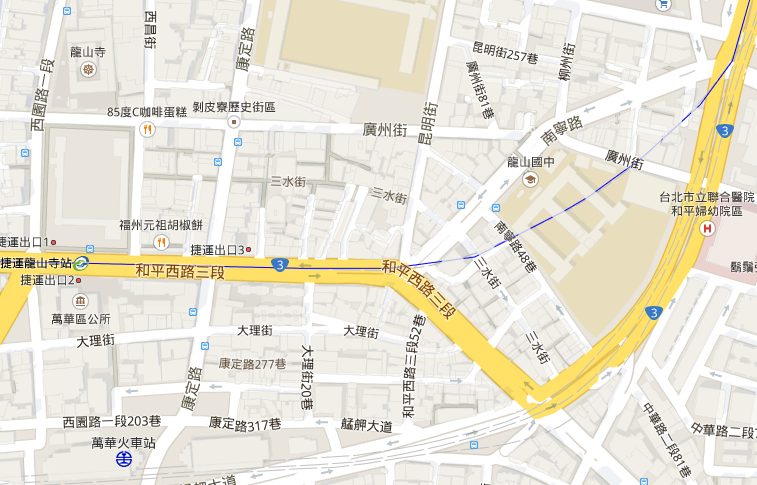 西昌街
龍山寺
西園路一段
康定路
85度C咖啡蛋糕
剝皮寮歷史街區
廣州街
昆明街
昆明街257巷
柳州街
廣州街81巷
南寧路
3
龍山國中
廣州街
台北市立聯合醫院
和平婦幼院區
H
三水街
三水街
福州元祖胡椒餅
捷運出口1
捷運出口3
捷運龍山寺站
捷運出口2
3
和平西路三段
和平西路三段
南寧路48巷
三水街
三水街
3
萬華區公所
大理街
大理街
大理街
康定路277巷
大理街20巷
和平西路三段52巷
康定路
西園路一段203巷
康定路317巷
艋舺大道
萬華火車站
艋舺大道
中華路二段81巷
中華路二段